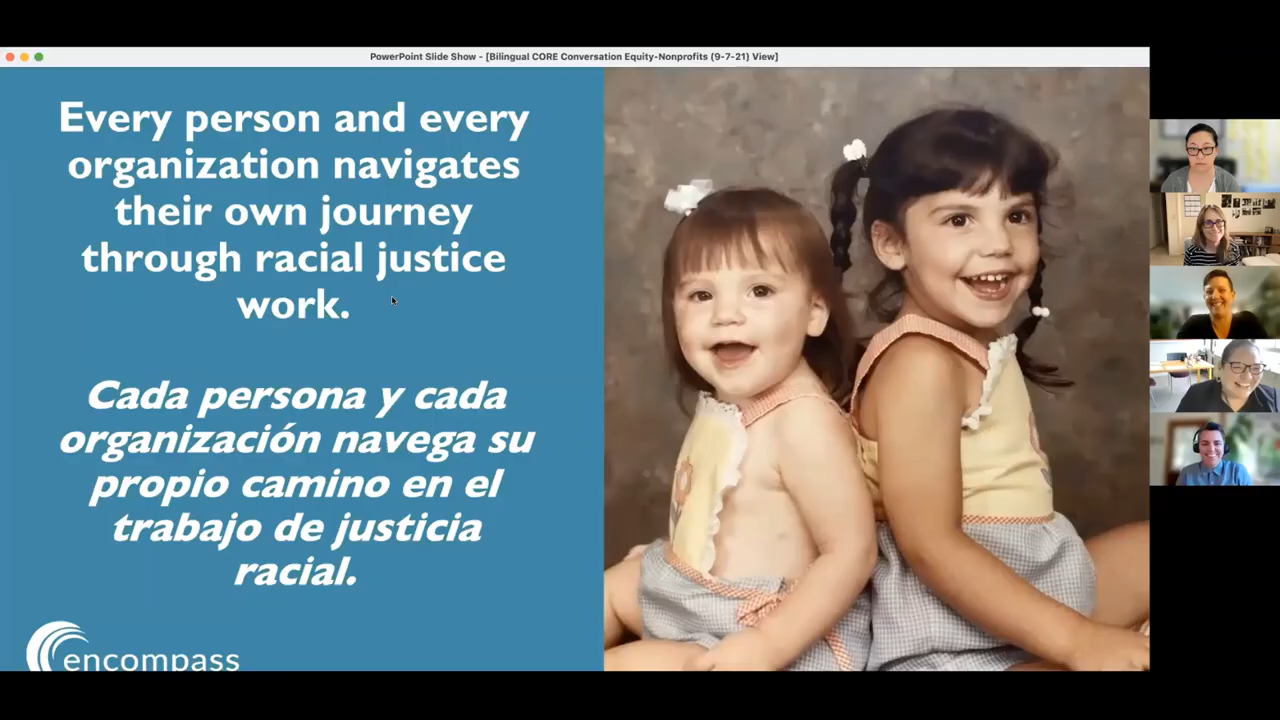 PowerPoint Slide Show - [Bilingual CORE Conversation Equity-Nonprofits (9-7-21) View]
Every person and every
organization navigates
their own journey
through racial justice
work.
Cada persona y cada
organización navega su
propio camino en el
trabajo de justicia
racial.
encompass